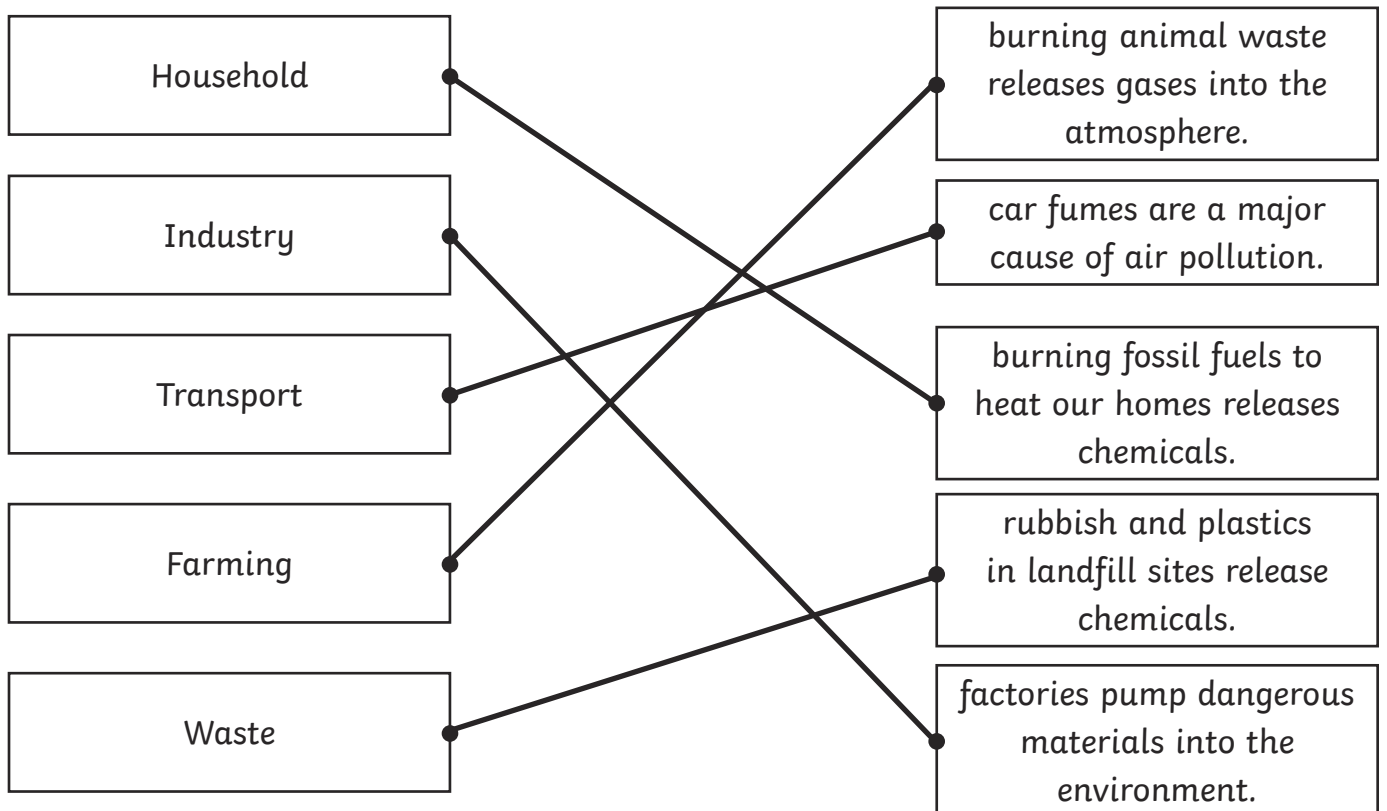 Household
Industry
Transport
Farming
Waste
burning animal waste
releases gases into the
atmosphere.
car fumes are a major
cause of air pollution.
burning fossil fuels to
heat our homes releases
chemicals.
rubbish and plastics
in landfill sites release
chemicals.
factories pump dangerous
materials into the
environment.